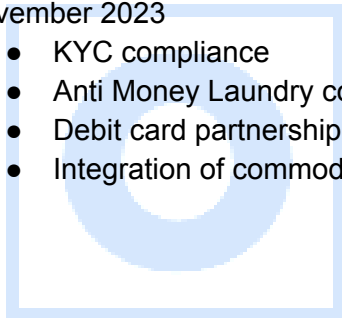 vember 2023
● KYC compliance
● Anti Money Laundry co
● Debit card partnership
● Integration of commod